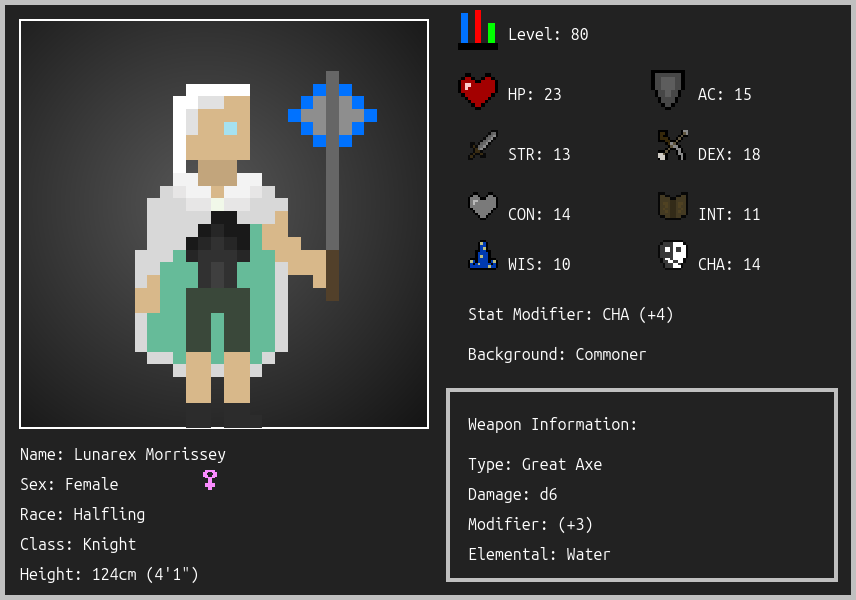 Level: 80
HP: 23
AC: 15
STR: 13
DEX: 18
CON: 14
INT: 11
WIS: 10
CHA: 14
Stat Modifier: CHA (+4)
Background: Commoner
Weapon Information:
Type: Great Axe
Damage: d6
Modifier: (+3)
Elemental: Water
Name: Lunarex Morrissey
Sex: Female
Race: Halfling
Class: Knight
Height: 124cm (4'1")